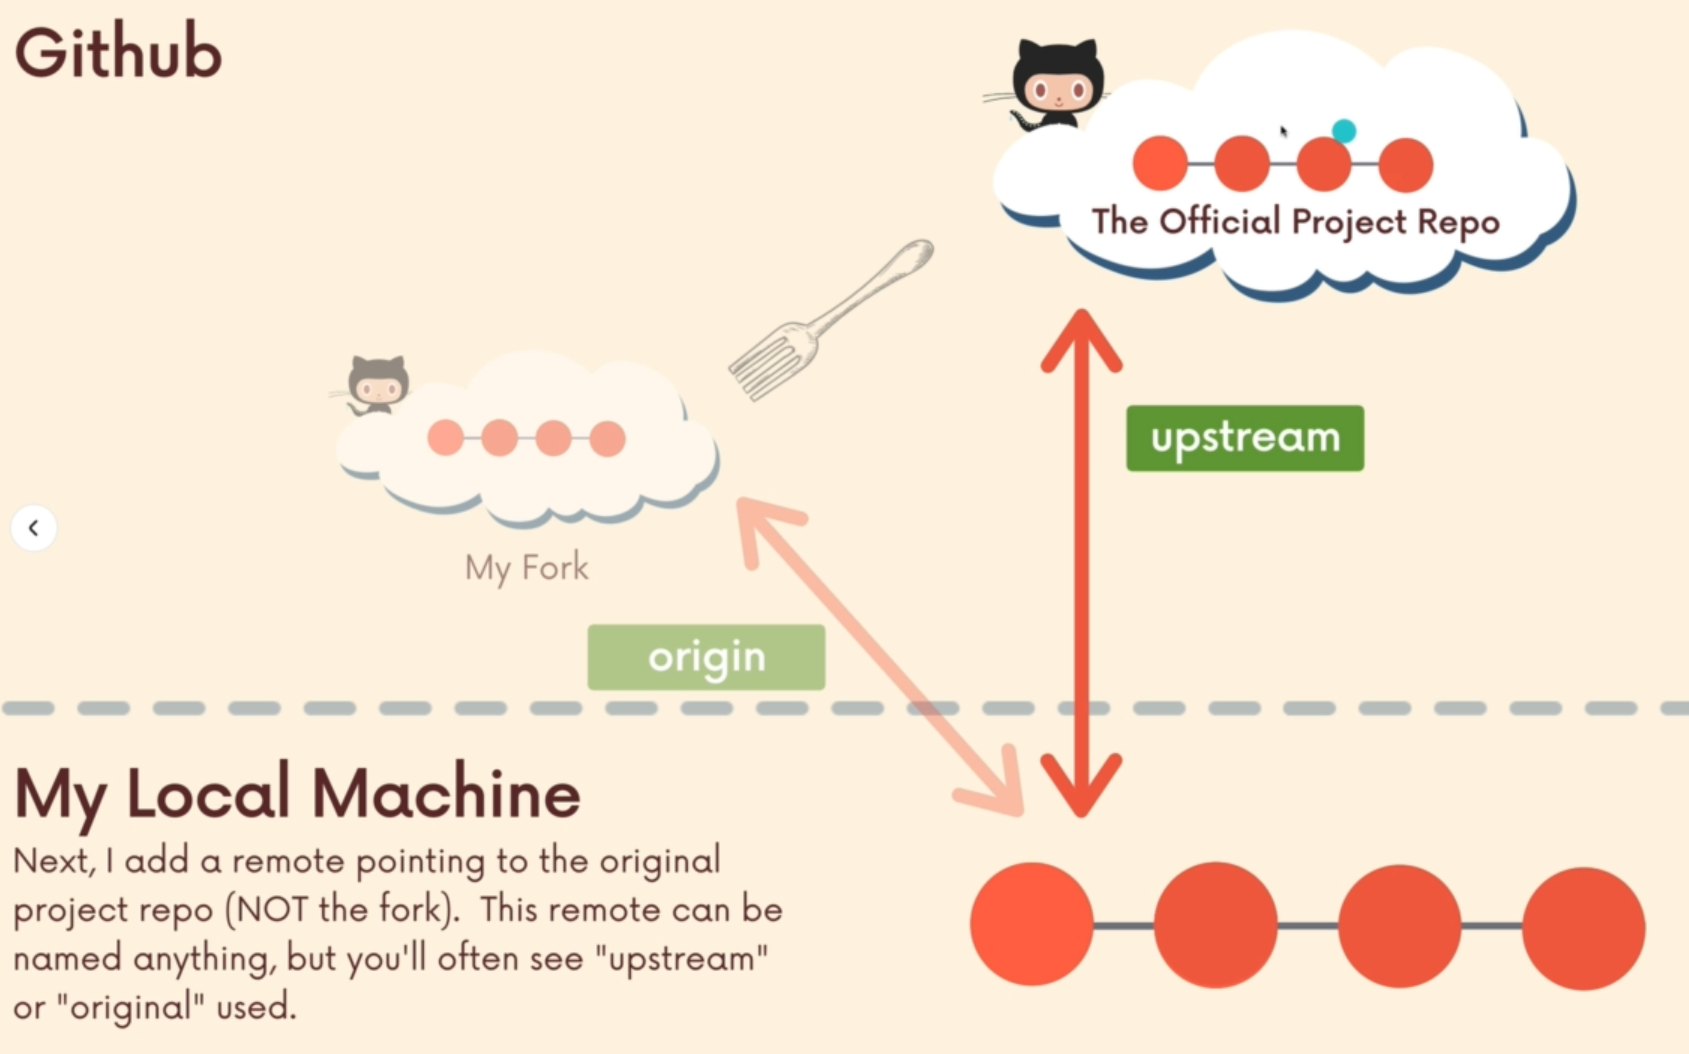 Github
The Official Project Repo
upstream
My Fork
origin
My Local Machine
Next, I add a remote pointing to the original
project repo (NOT the fork).  This remote can be
named anything, but you'll often see "upstream"
or "original" used.